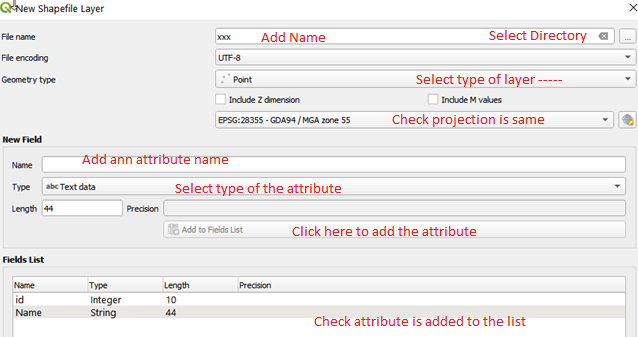 New Shapefile Layer
File name xxx Add Name Select Directory ...
File encoding UTF-8
Geometry type Point Select type of layer -----
Include Z dimension Include M values
EPSG:28355 - GDA94 / MGA zone 55 Check projection is same
New Field
Name Add ann attribute name
Type abc Text data Select type of the attribute
Length 44 Precision
Add to Fields List Click here to add the attribute
Fields List
Name Type Length Precision
id Integer 10
Name String 44
Check attribute is added to the list